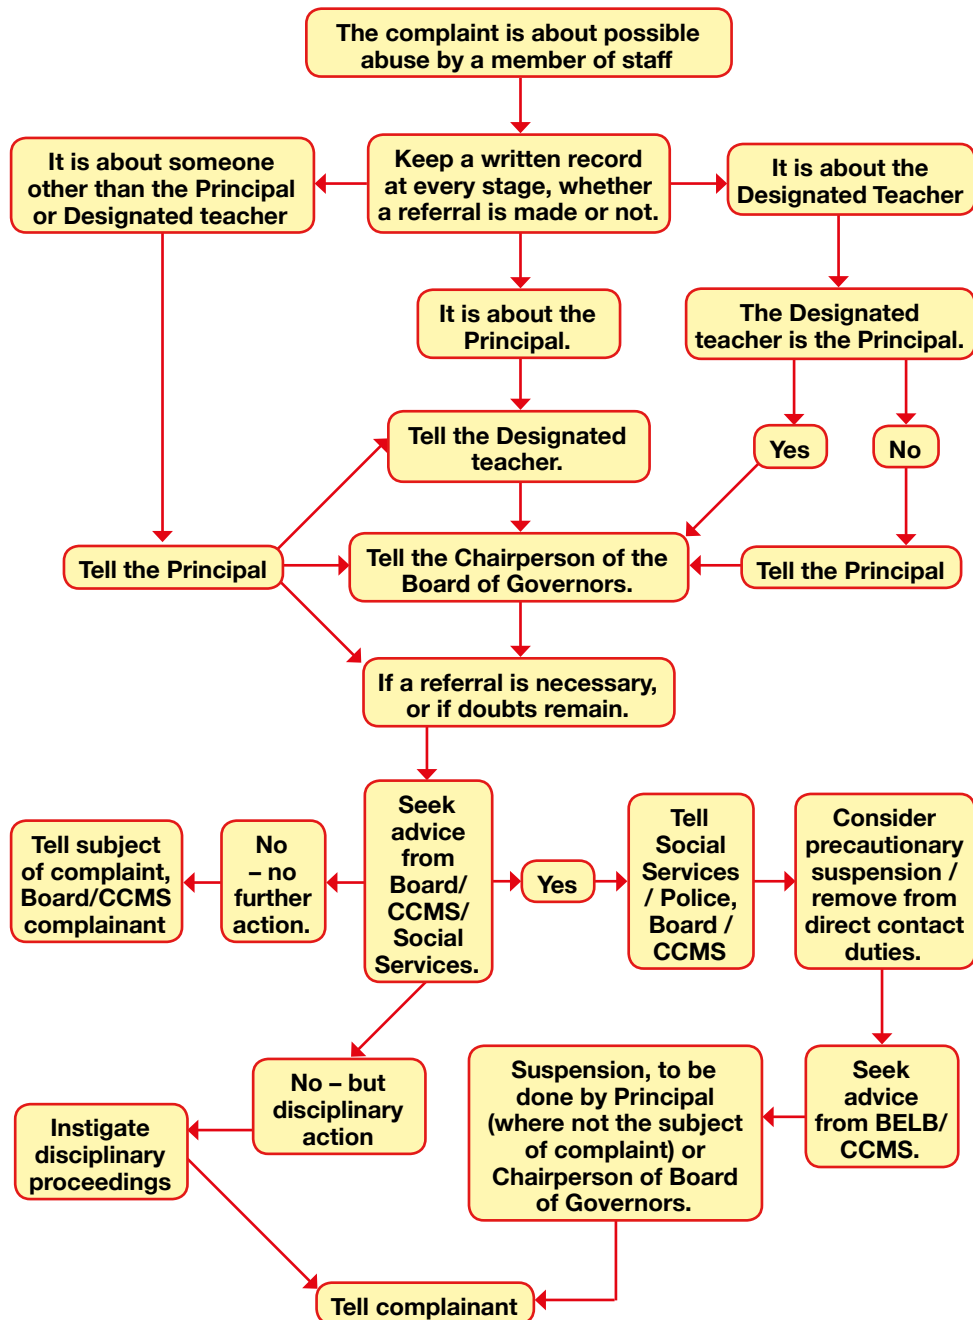 The complaint is about possible
abuse by a member of staff
It is about someone
other than the Principal
or Designated teacher
Keep a written record
at every stage, whether
a referral is made or not.
It is about the
Designated Teacher
It is about the
Principal.
The Designated
teacher is the Principal.
Tell the Designated
teacher.
Yes
No
Tell the Principal
Tell the Chairperson of the
Board of Governors.
Tell the Principal
If a referral is necessary,
or if doubts remain.
Tell subject
of complaint,
Board/CCMS
complainant
No
– no
further
action.
Seek
advice
from
Board/
CCMS/
Social
Services.
Yes
Tell
Social
Services
/ Police,
Board /
CCMS
Consider
precautionary
suspension /
remove from
direct contact
duties.
Instigate
disciplinary
proceedings
No – but
disciplinary
action
Suspension, to be
done by Principal
(where not the subject
of complaint) or
Chairperson of Board
of Governors.
Seek
advice
from BELB/
CCMS.
Tell complainant